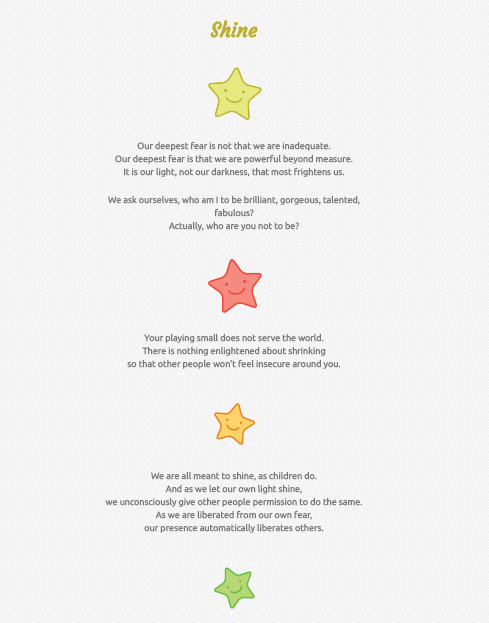 Shine
Our deepest fear is not that we are inadequate.
Our deepest fear is that we are powerful beyond measure.
It is our light, not our darkness, that most frightens us.
We ask ourselves, who am I to be brilliant, gorgeous, talented,
fabulous?
Actually, who are you not to be?
Your playing small does not serve the world.
There is nothing enlightened about shrinking
so that other people won't feel insecure around you.
We are all meant to shine, as children do.
And as we let our own light shine,
we unconsciously give other people permission to do the same.
As we are liberated from our own fear,
our presence automatically liberates others.